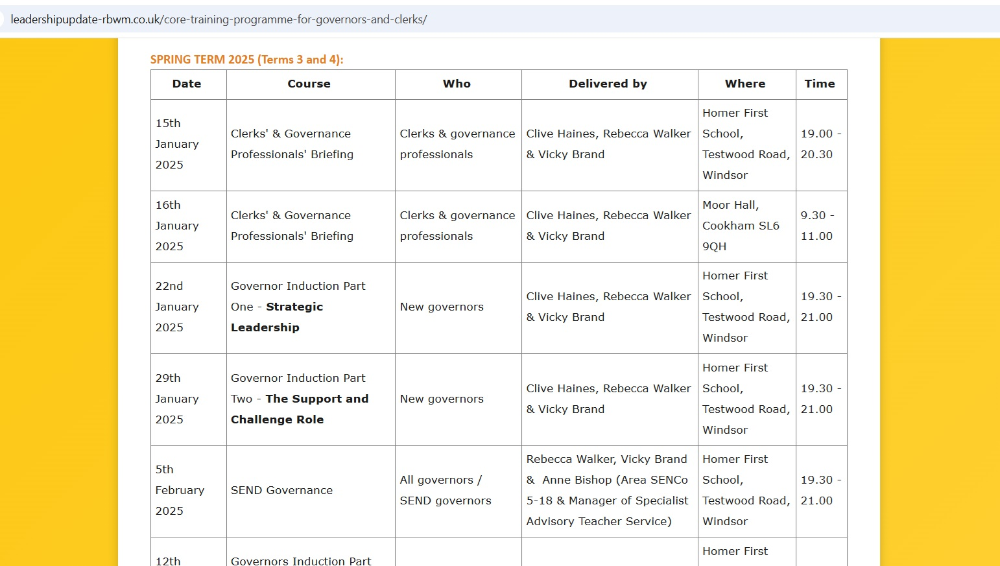 leadershipupdate-rbwm.co.uk/core-training-programme-for-governors-and-clerks/
SPRING TERM 2025 (Terms 3 and 4):
Date Course Who Delivered by Where Time
15th
January
2025
Clerks' & Governance
Professionals' Briefing
Clerks & governance
professionals
Clive Haines, Rebecca Walker
& Vicky Brand
Homer First
School,
Testwood Road,
Windsor
19.00 -
20.30
16th
January
2025
Clerks' & Governance
Professionals' Briefing
Clerks & governance
professionals
Clive Haines, Rebecca Walker
& Vicky Brand
Moor Hall,
Cookham SL6
9QH
9.30 -
11.00
22nd
January
2025
Governor Induction Part
One - Strategic
Leadership
New governors
Clive Haines, Rebecca Walker
& Vicky Brand
Homer First
School,
Testwood Road,
Windsor
19.30 -
21.00
29th
January
2025
Governor Induction Part
Two - The Support and
Challenge Role
New governors
Clive Haines, Rebecca Walker
& Vicky Brand
Homer First
School,
Testwood Road,
Windsor
19.30 -
21.00
5th
February
2025
SEND Governance
All governors /
SEND governors
Rebecca Walker, Vicky Brand
& Anne Bishop (Area SENCo
5-18 & Manager of Specialist
Advisory Teacher Service)
Homer First
School,
Testwood Road,
Windsor
19.30 -
21.00
12th
Governors Induction Part
Homer First